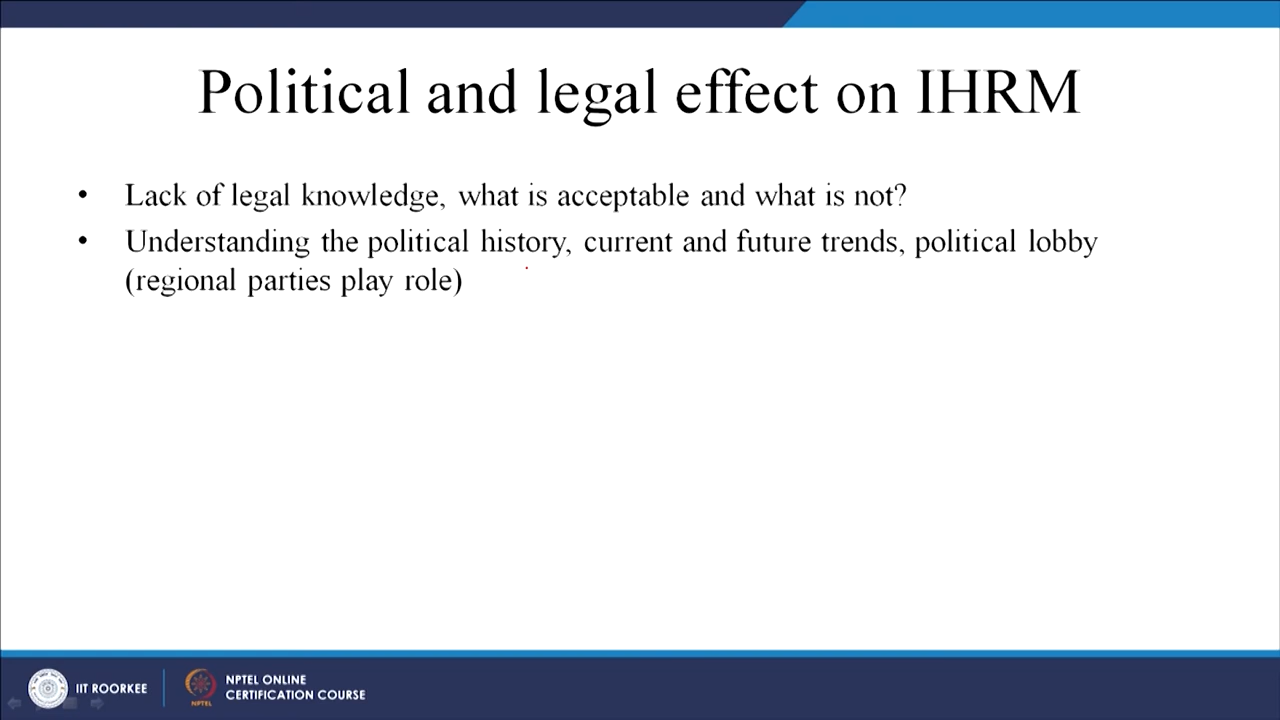 Political and legal effect on IHRM
• Lack of legal knowledge, what is acceptable and what is not?
• Understanding the political history, current and future trends, political lobby
(regional parties play role)
IIT ROORKEE
NPTEL
NPTEL ONLINE
CERTIFICATION COURSE